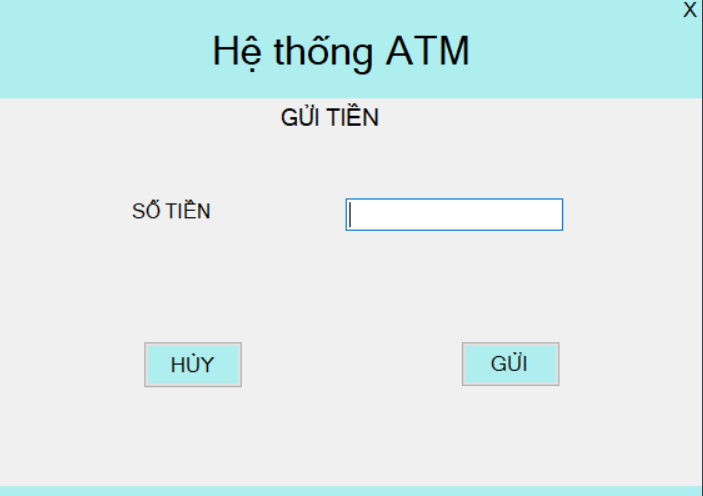 X
Hệ thống ATM
GỬI TIỀN
SỐ TIỀN
HỦY
GỬI